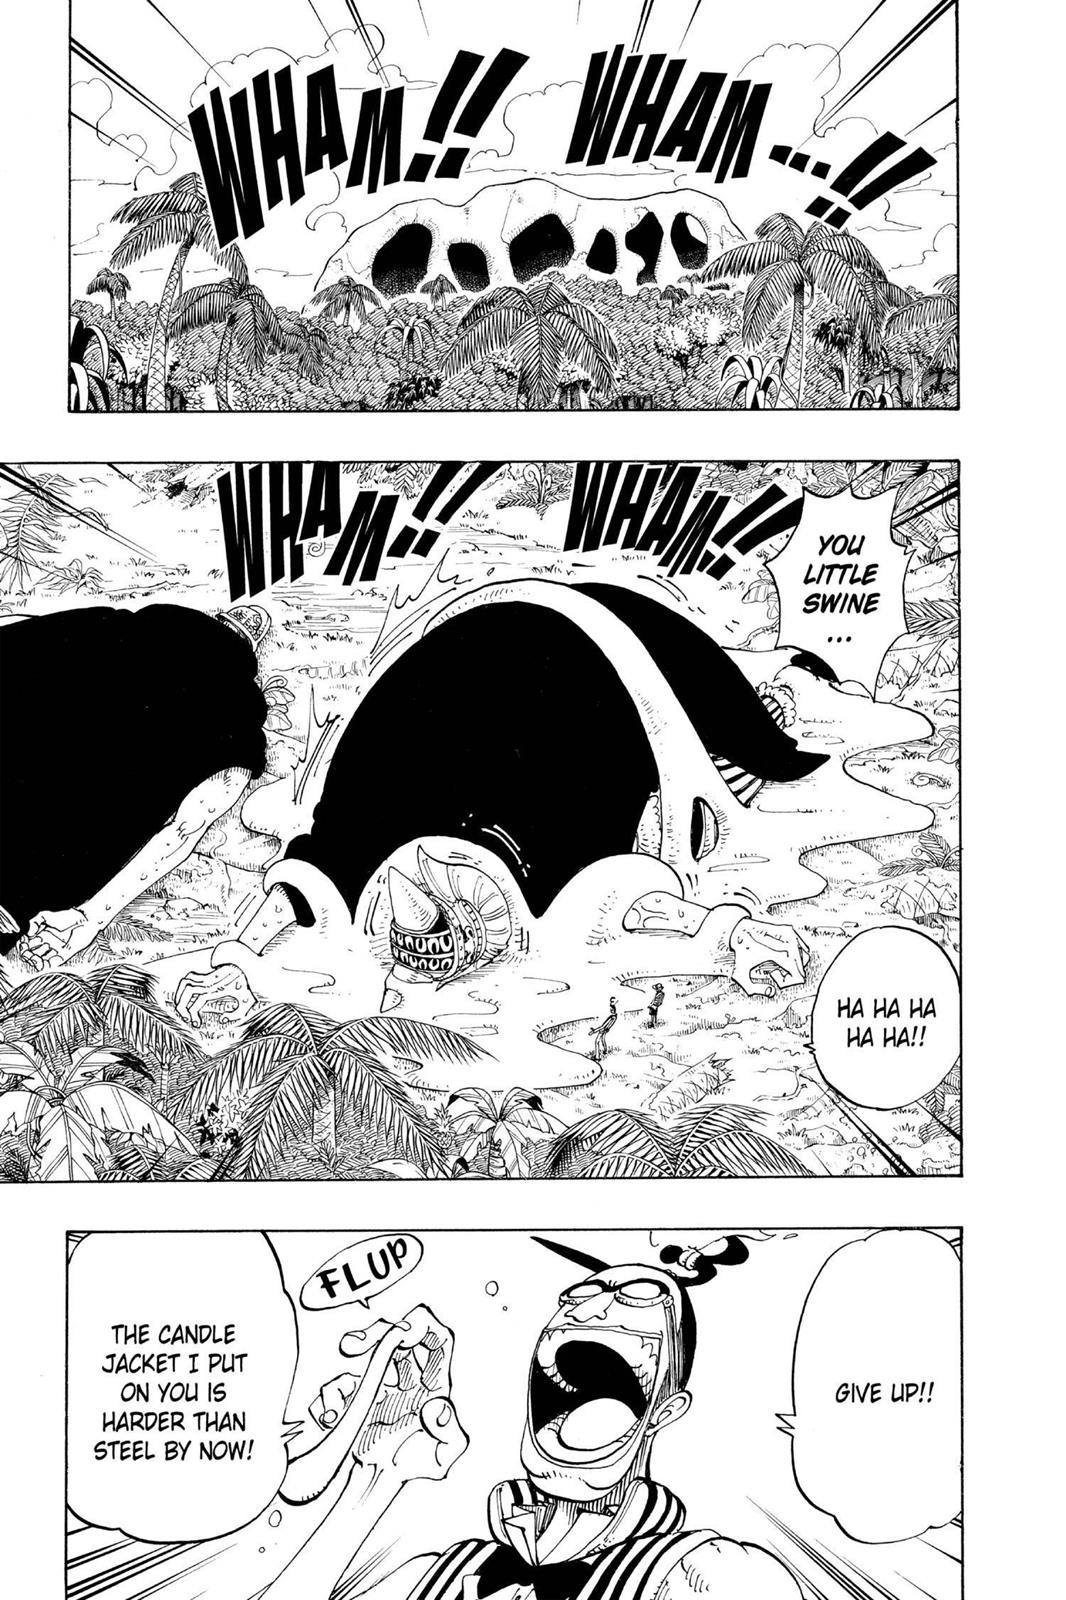 WHAM!!
WHAM...!!
WHAM!!
WHAM!!
YOU
LITTLE
SWINE
...
HA HA HA
HA HA!!
GIVE UP!!
FLUP
THE CANDLE
JACKET I PUT
ON YOU IS
HARDER THAN
STEEL BY NOW!